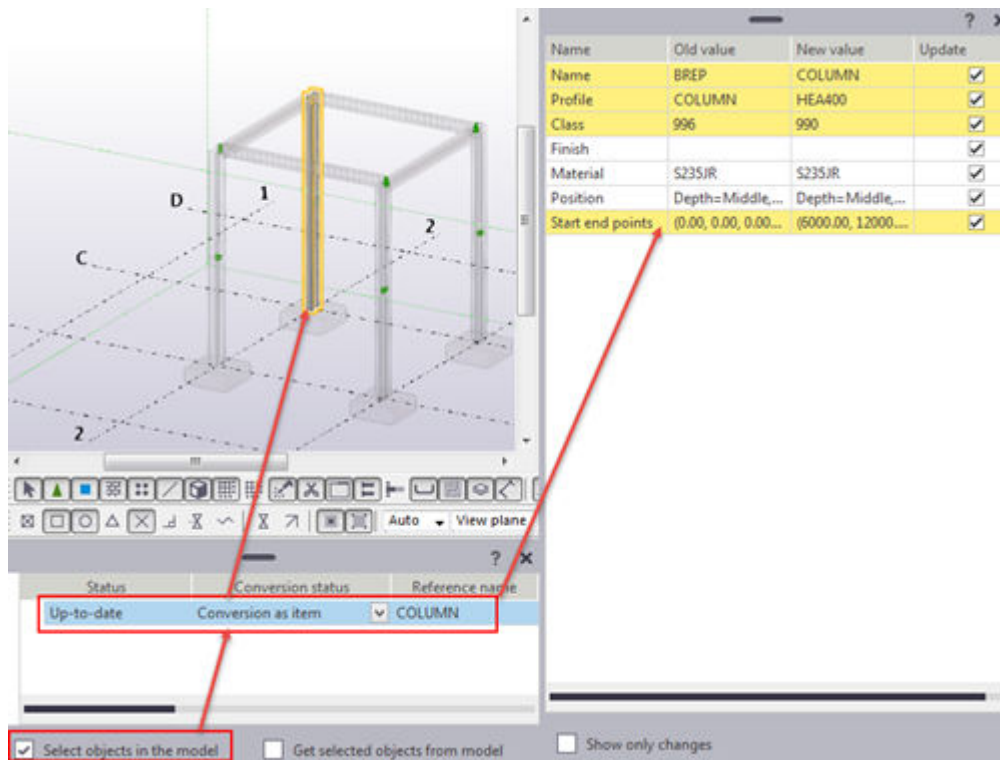 ? X
Name Old value New value Update
Name BREP COLUMN
Profile COLUMN HEA400
Class 996 990
Finish
Material S235JR S235JR
Position Depth=Middle,... Depth=Middle,...
Start end points (0.00, 0.00, 0.00... (6000.00, 12000....
D 1
2
C
2
Auto View plane
? X
Status Conversion status Reference name
Up-to-date Conversion as item COLUMN
Select objects in the model Get selected objects from model Show only changes